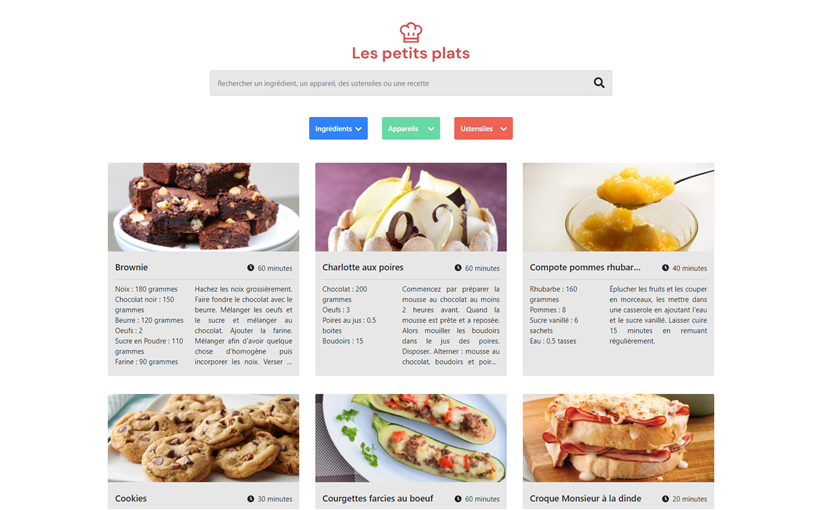 Les petits plats
Rechercher un ingrédient, un appareil, des ustensiles ou une recette
Ingrédients
Appareils
Ustensiles
Brownie
60 minutes
Noix : 180 grammes
Chocolat noir : 150
grammes
Beurre : 120 grammes
Oeufs : 2
Sucre en Poudre : 110
grammes
Farine : 90 grammes
Hachez les noix grossièrement.
Faire fondre le chocolat avec le
beurre. Mélanger les oeufs et
le sucre et mélanger au
chocolat. Ajouter la farine.
Mélanger afin d'avoir quelque
chose d'homogène puis
incorporer les noix. Verser ...
Charlotte aux poires
60 minutes
Chocolat : 200
grammes
Oeufs : 3
Poires au jus : 0.5
boites
Boudoirs : 15
Commencez par préparer la
mousse au chocolat au moins
2 heures avant. Quand la
mousse est prête et a reposée.
Alors mouiller les boudoirs
dans le jus des poires.
Disposer. Alterner : mousse au
chocolat, boudoirs et poir...
Compote pommes rhubar...
40 minutes
Rhubarbe : 160
grammes
Pommes : 8
Sucre vanillé : 6
sachets
Eau : 0.5 tasses
Éplucher les fruits et les couper
en morceaux, les mettre dans
une casserole en ajoutant l'eau
et le sucre vanillé. Laisser cuire
15 minutes en remuant
régulièrement.
Cookies
30 minutes
Courgettes farcies au boeuf
60 minutes
Croque Monsieur à la dinde
20 minutes